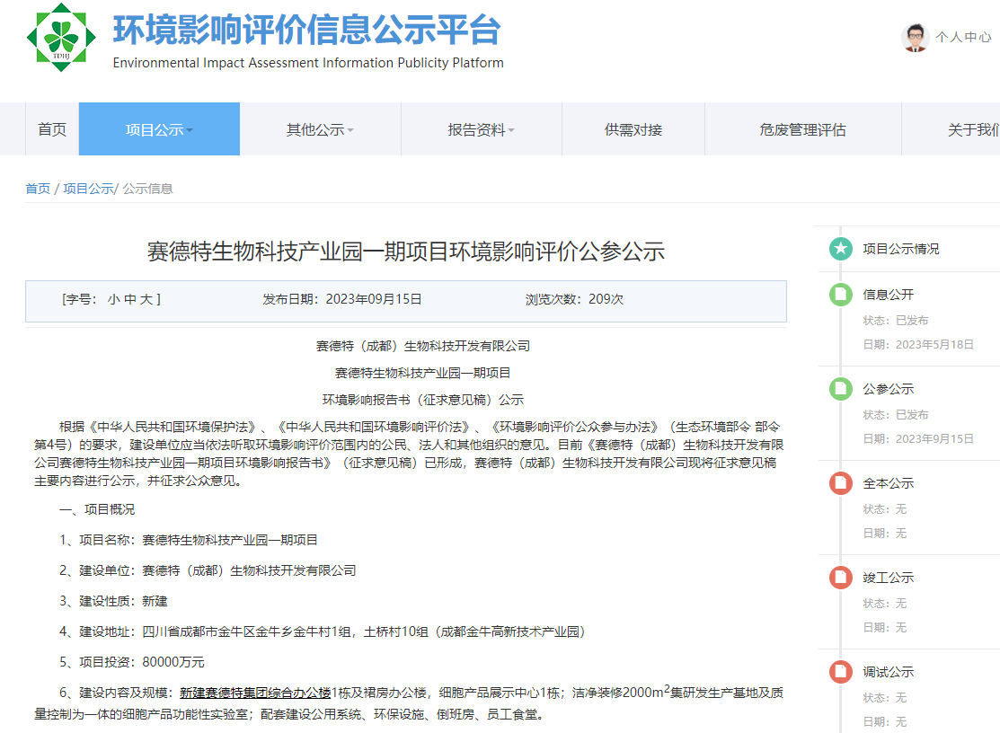 环境影响评价信息公示平台
Environmental Impact Assessment Information Publicity Platform
TDHJ
个人中心
首页
项目公示
其他公示
报告资料
供需对接
危废管理评估
关于我们
首页 / 项目公示/ 公示信息
赛德特生物科技产业园一期项目环境影响评价公参公示
[字号： 小 中 大 ]
发布日期：2023年09月15日
浏览次数：209次
赛德特（成都）生物科技开发有限公司
赛德特生物科技产业园一期项目
环境影响报告书（征求意见稿）公示
根据《中华人民共和国环境保护法》、《中华人民共和国环境影响评价法》、《环境影响评价公众参与办法》（生态环境部令 部令
第4号）的要求，建设单位应当依法听取环境影响评价范围内的公民、法人和其他组织的意见。目前《赛德特（成都）生物科技开发有限
公司赛德特生物科技产业园一期项目环境影响报告书》（征求意见稿）已形成，赛德特（成都）生物科技开发有限公司现将征求意见稿
主要内容进行公示，并征求公众意见。
一、项目概况
1、项目名称：赛德特生物科技产业园一期项目
2、建设单位：赛德特（成都）生物科技开发有限公司
3、建设性质：新建
4、建设地址：四川省成都市金牛区金牛乡金牛村1组，土桥村10组（成都金牛高新技术产业园）
5、项目投资：80000万元
6、建设内容及规模：新建赛德特集团综合办公楼1栋及裙房办公楼，细胞产品展示中心1栋；洁净装修2000m²集研发生产基地及质
量控制为一体的细胞产品功能性实验室；配套建设公用系统、环保设施、倒班房、员工食堂。
项目公示情况
信息公开
状态：已发布
日期：2023年5月18日
公参公示
状态：已发布
日期：2023年9月15日
全本公示
状态：无
日期：无
竣工公示
状态：无
日期：无
调试公示
状态：无
日期：无